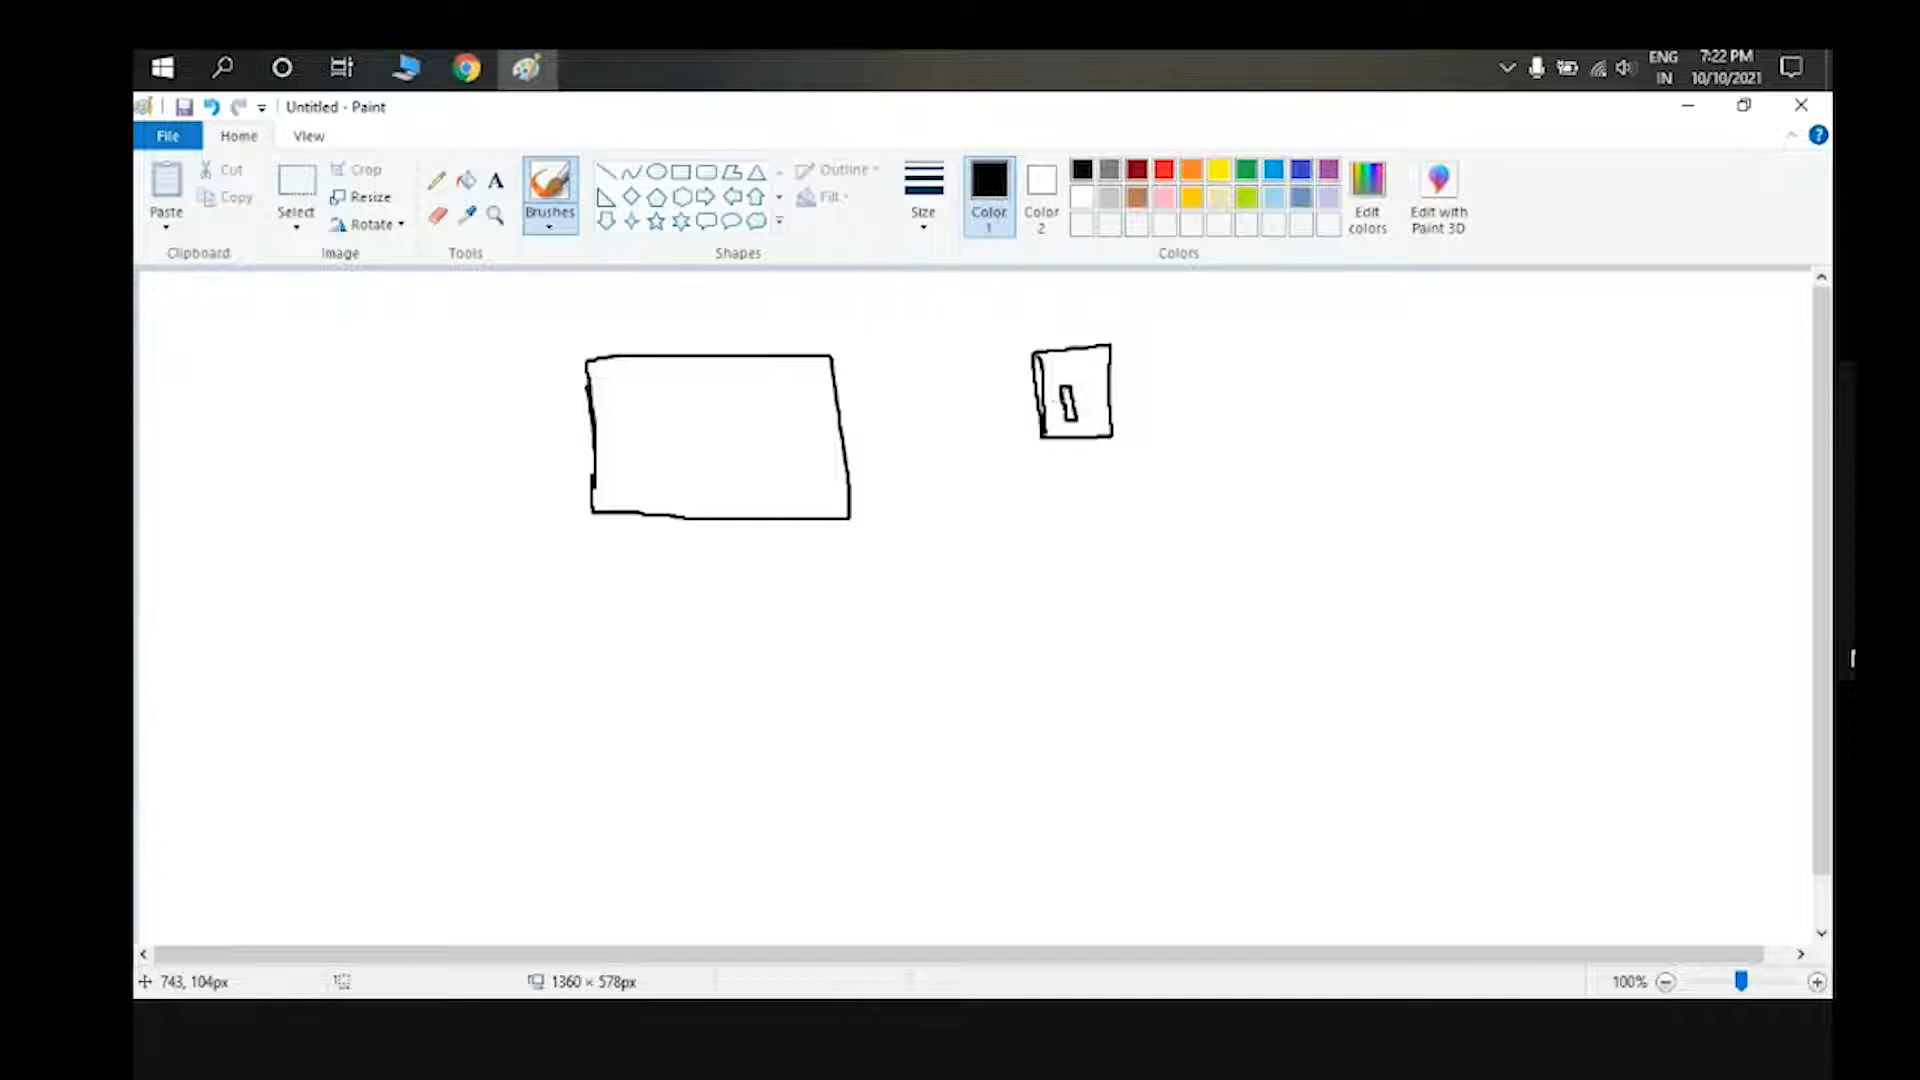 ENG 7:22 PM
IN 10/10/2021
Untitled - Paint
File Home View
Paste Cut Copy
Select Crop Resize Rotate
A
Brushes
Outline
Fill
Size
Color 1
Color 2
Edit colors
Edit with Paint 3D
Clipboard Image Tools Shapes Colors
743, 104px 1360 × 578px 100%